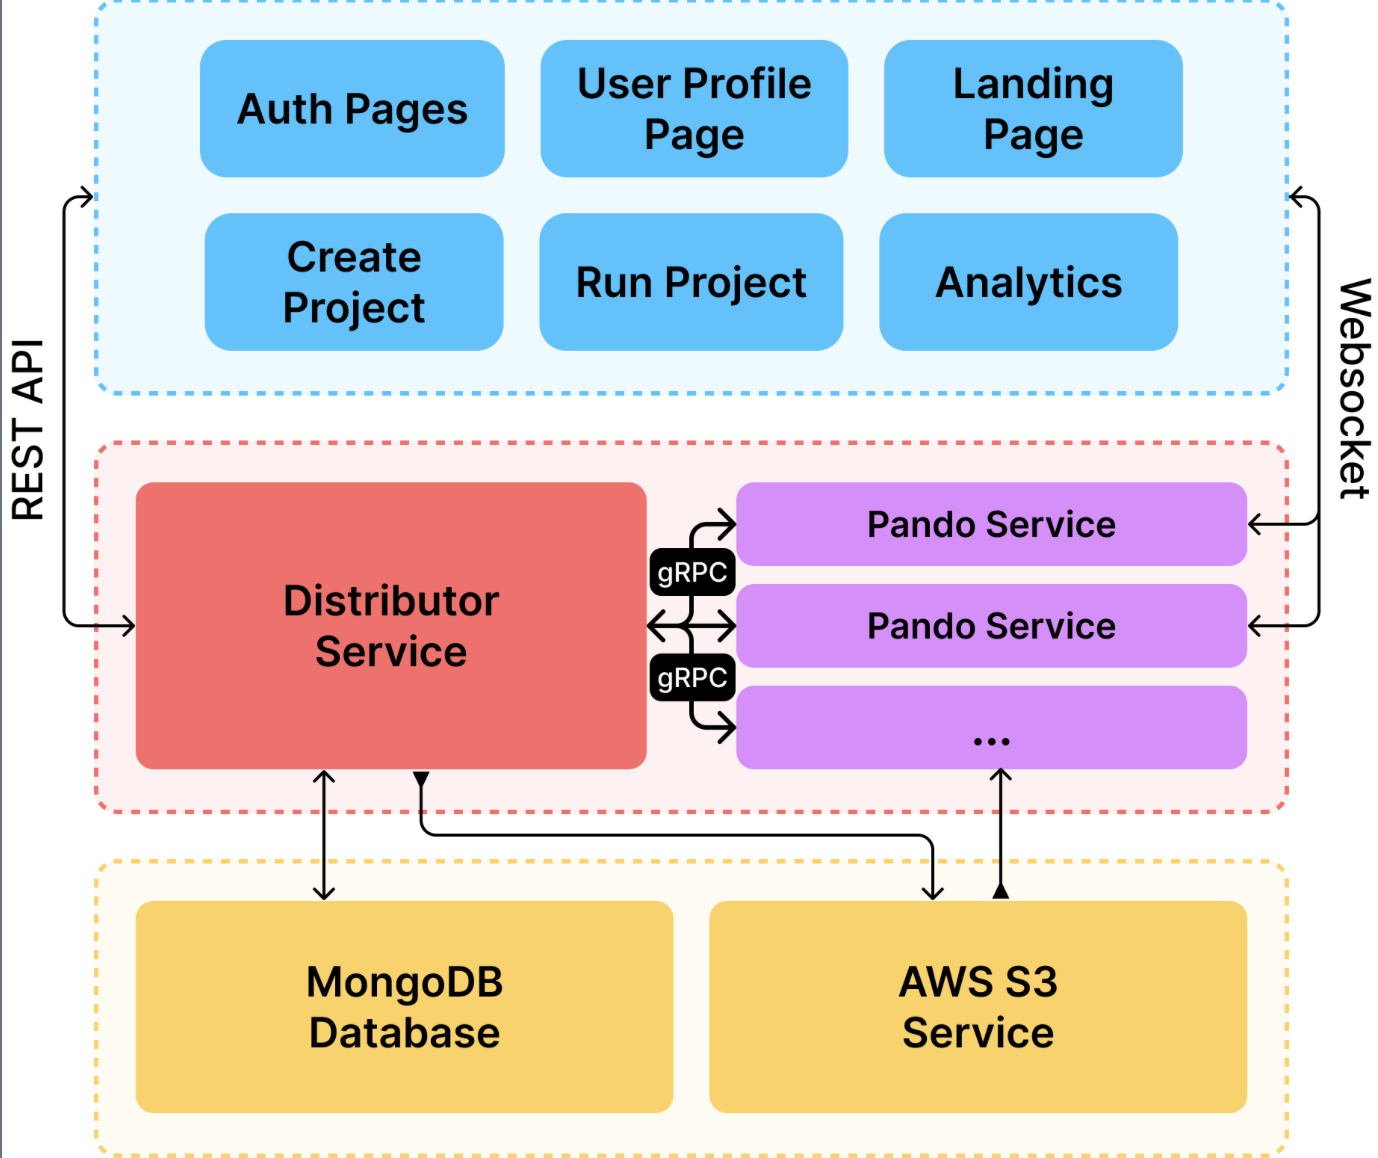 Auth Pages
User Profile
Page
Landing
Page
Create
Project
Run Project
Analytics
REST API
Websocket
Distributor
Service
gRPC
gRPC
Pando Service
Pando Service
...
MongoDB
Database
AWS S3
Service